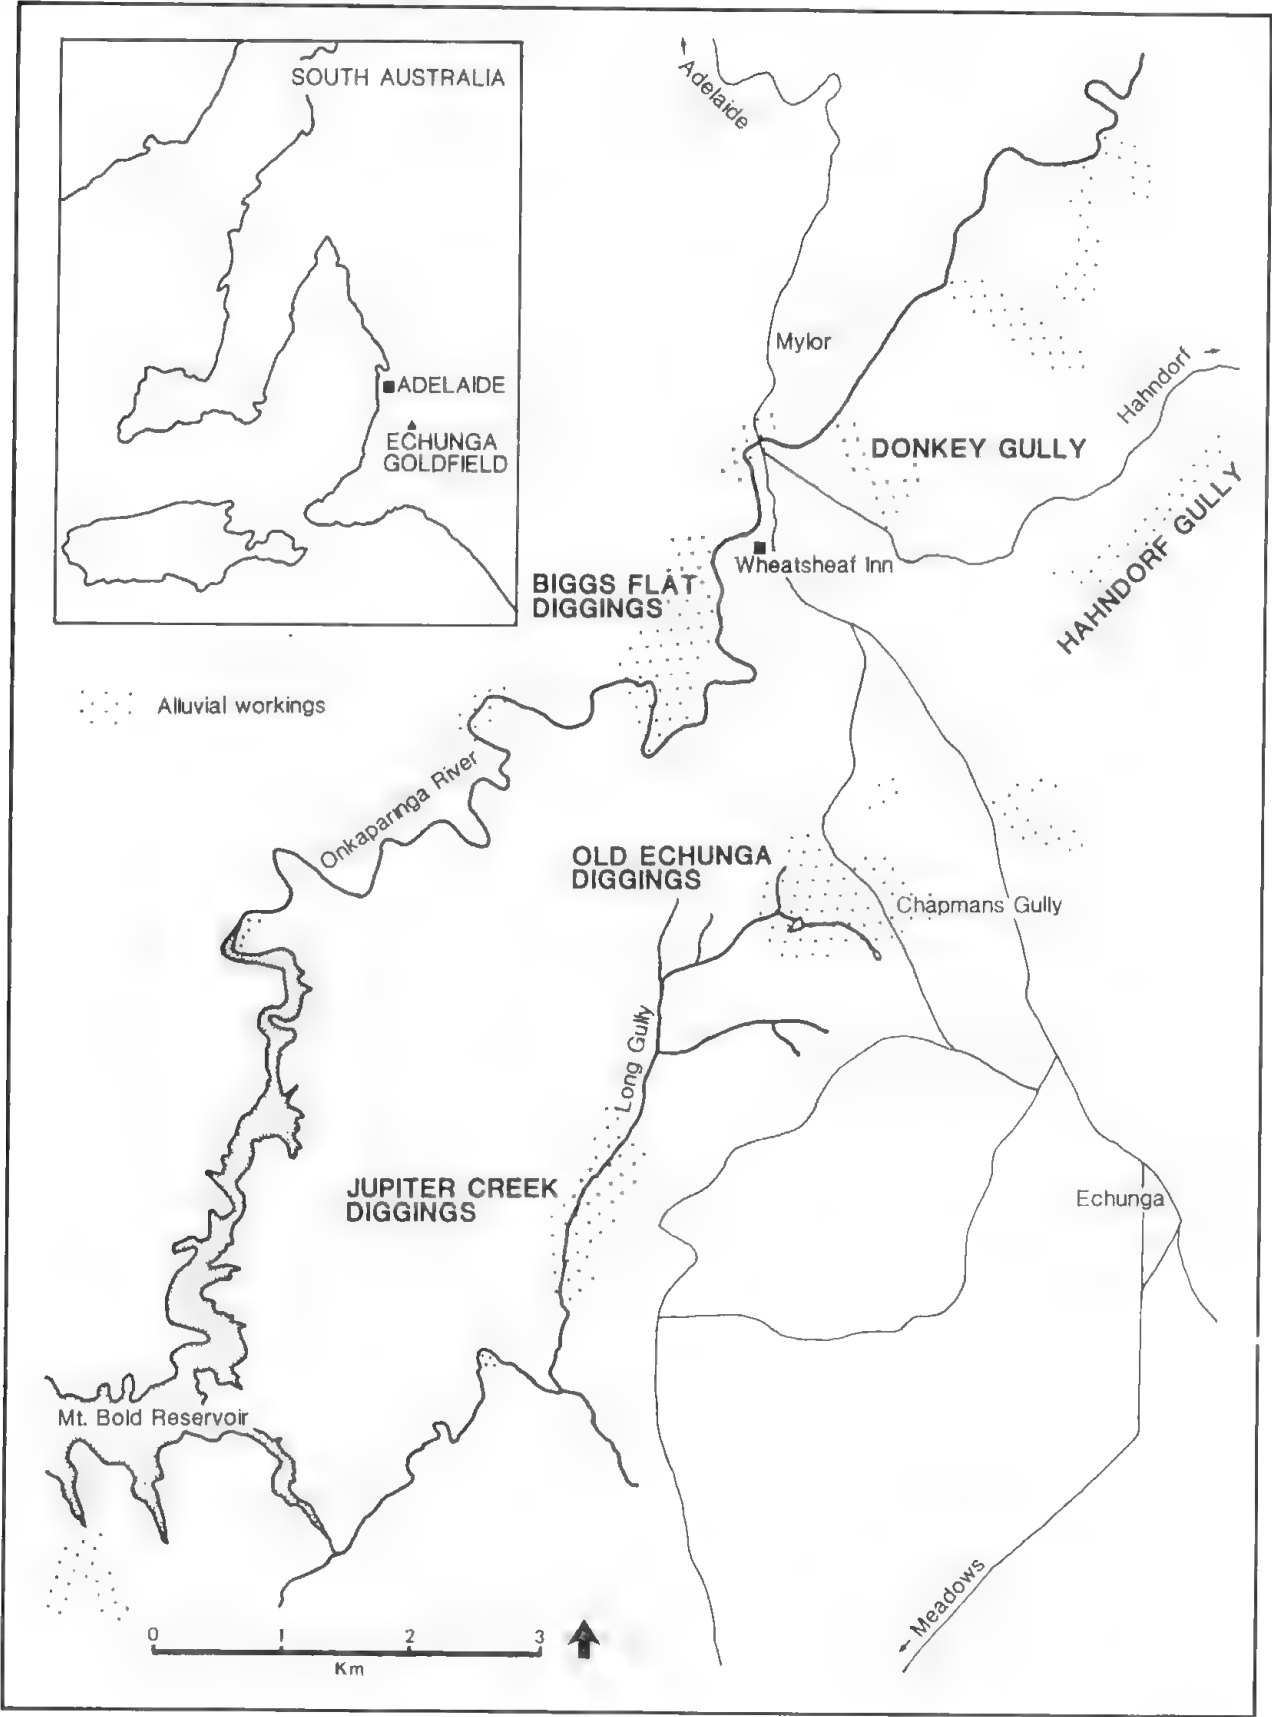 SOUTH AUSTRALIA
ADELAIDE
ECHUNGA
GOLDFIELD
Adelaide
Mylor
Hahndorf
DONKEY GULLY
HAHNDORF GULLY
Wheatsheaf Inn
BIGGS FLAT
DIGGINGS
Alluvial workings
Onkaparinga River
OLD ECHUNGA
DIGGINGS
Chapmans Gully
Long Gully
JUPITER CREEK
DIGGINGS
Echunga
Mt. Bold Reservoir
Meadows
0 1 2 3
Km